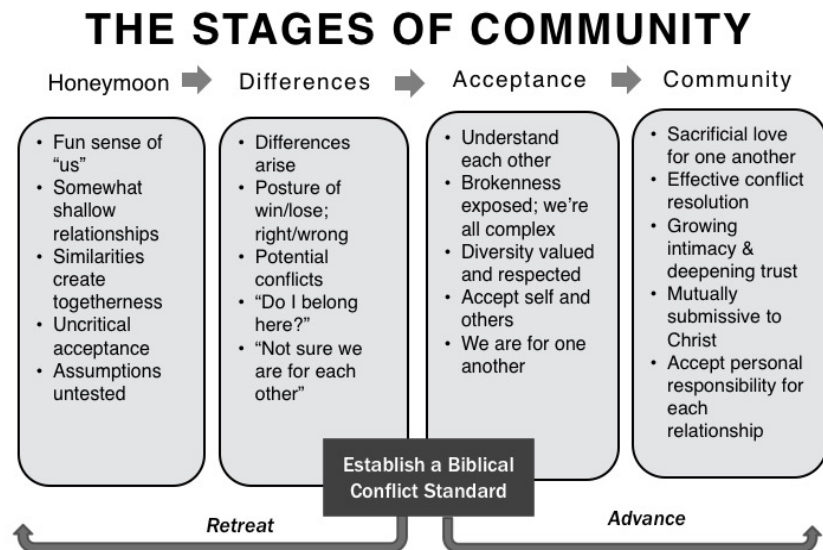 THE STAGES OF COMMUNITY
Honeymoon
Differences
Acceptance
Community
• Fun sense of
“us”
• Somewhat
shallow
relationships
• Similarities
create
togetherness
• Uncritical
acceptance
• Assumptions
untested
• Differences
arise
• Posture of
win/lose;
right/wrong
• Potential
conflicts
• “Do I belong
here?”
• “Not sure we
are for each
other”
• Understand
each other
• Brokenness
exposed; we’re
all complex
• Diversity valued
and respected
• Accept self and
others
• We are for one
another
• Sacrificial love
for one another
• Effective conflict
resolution
• Growing
intimacy &
deepening trust
• Mutually
submissive to
Christ
• Accept personal
responsibility for
each
relationship
Establish a Biblical
Conflict Standard
Retreat
Advance